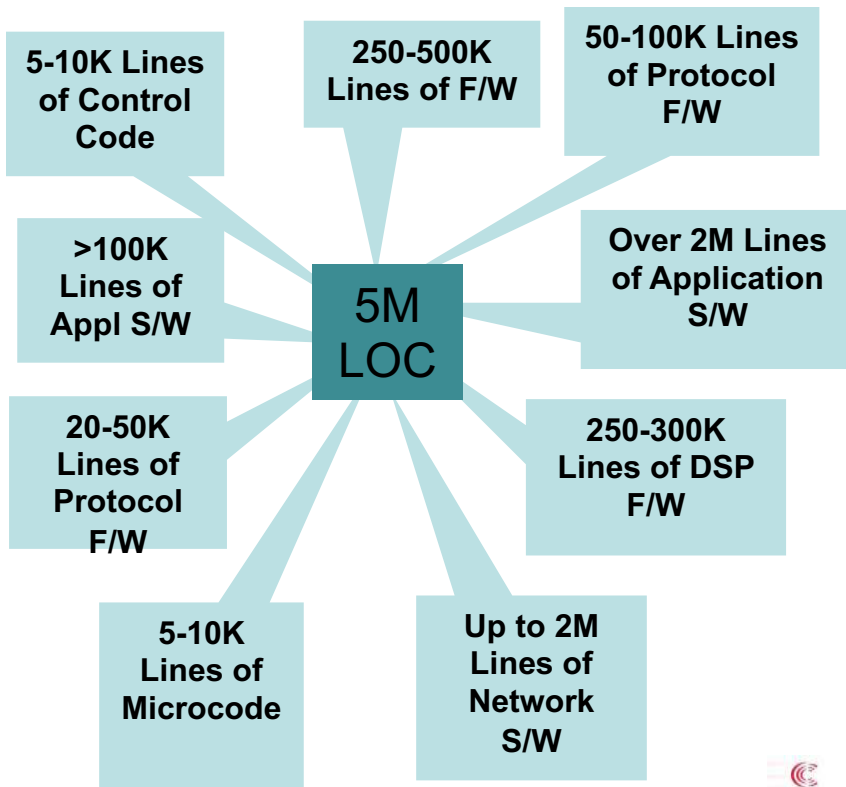 5-10K Lines
of Control
Code
250-500K
Lines of F/W
50-100K Lines
of Protocol
F/W
>100K
Lines of
Appl S/W
5M
LOC
Over 2M Lines
of Application
S/W
20-50K
Lines of
Protocol
F/W
250-300K
Lines of DSP
F/W
5-10K
Lines of
Microcode
Up to 2M
Lines of
Network
S/W